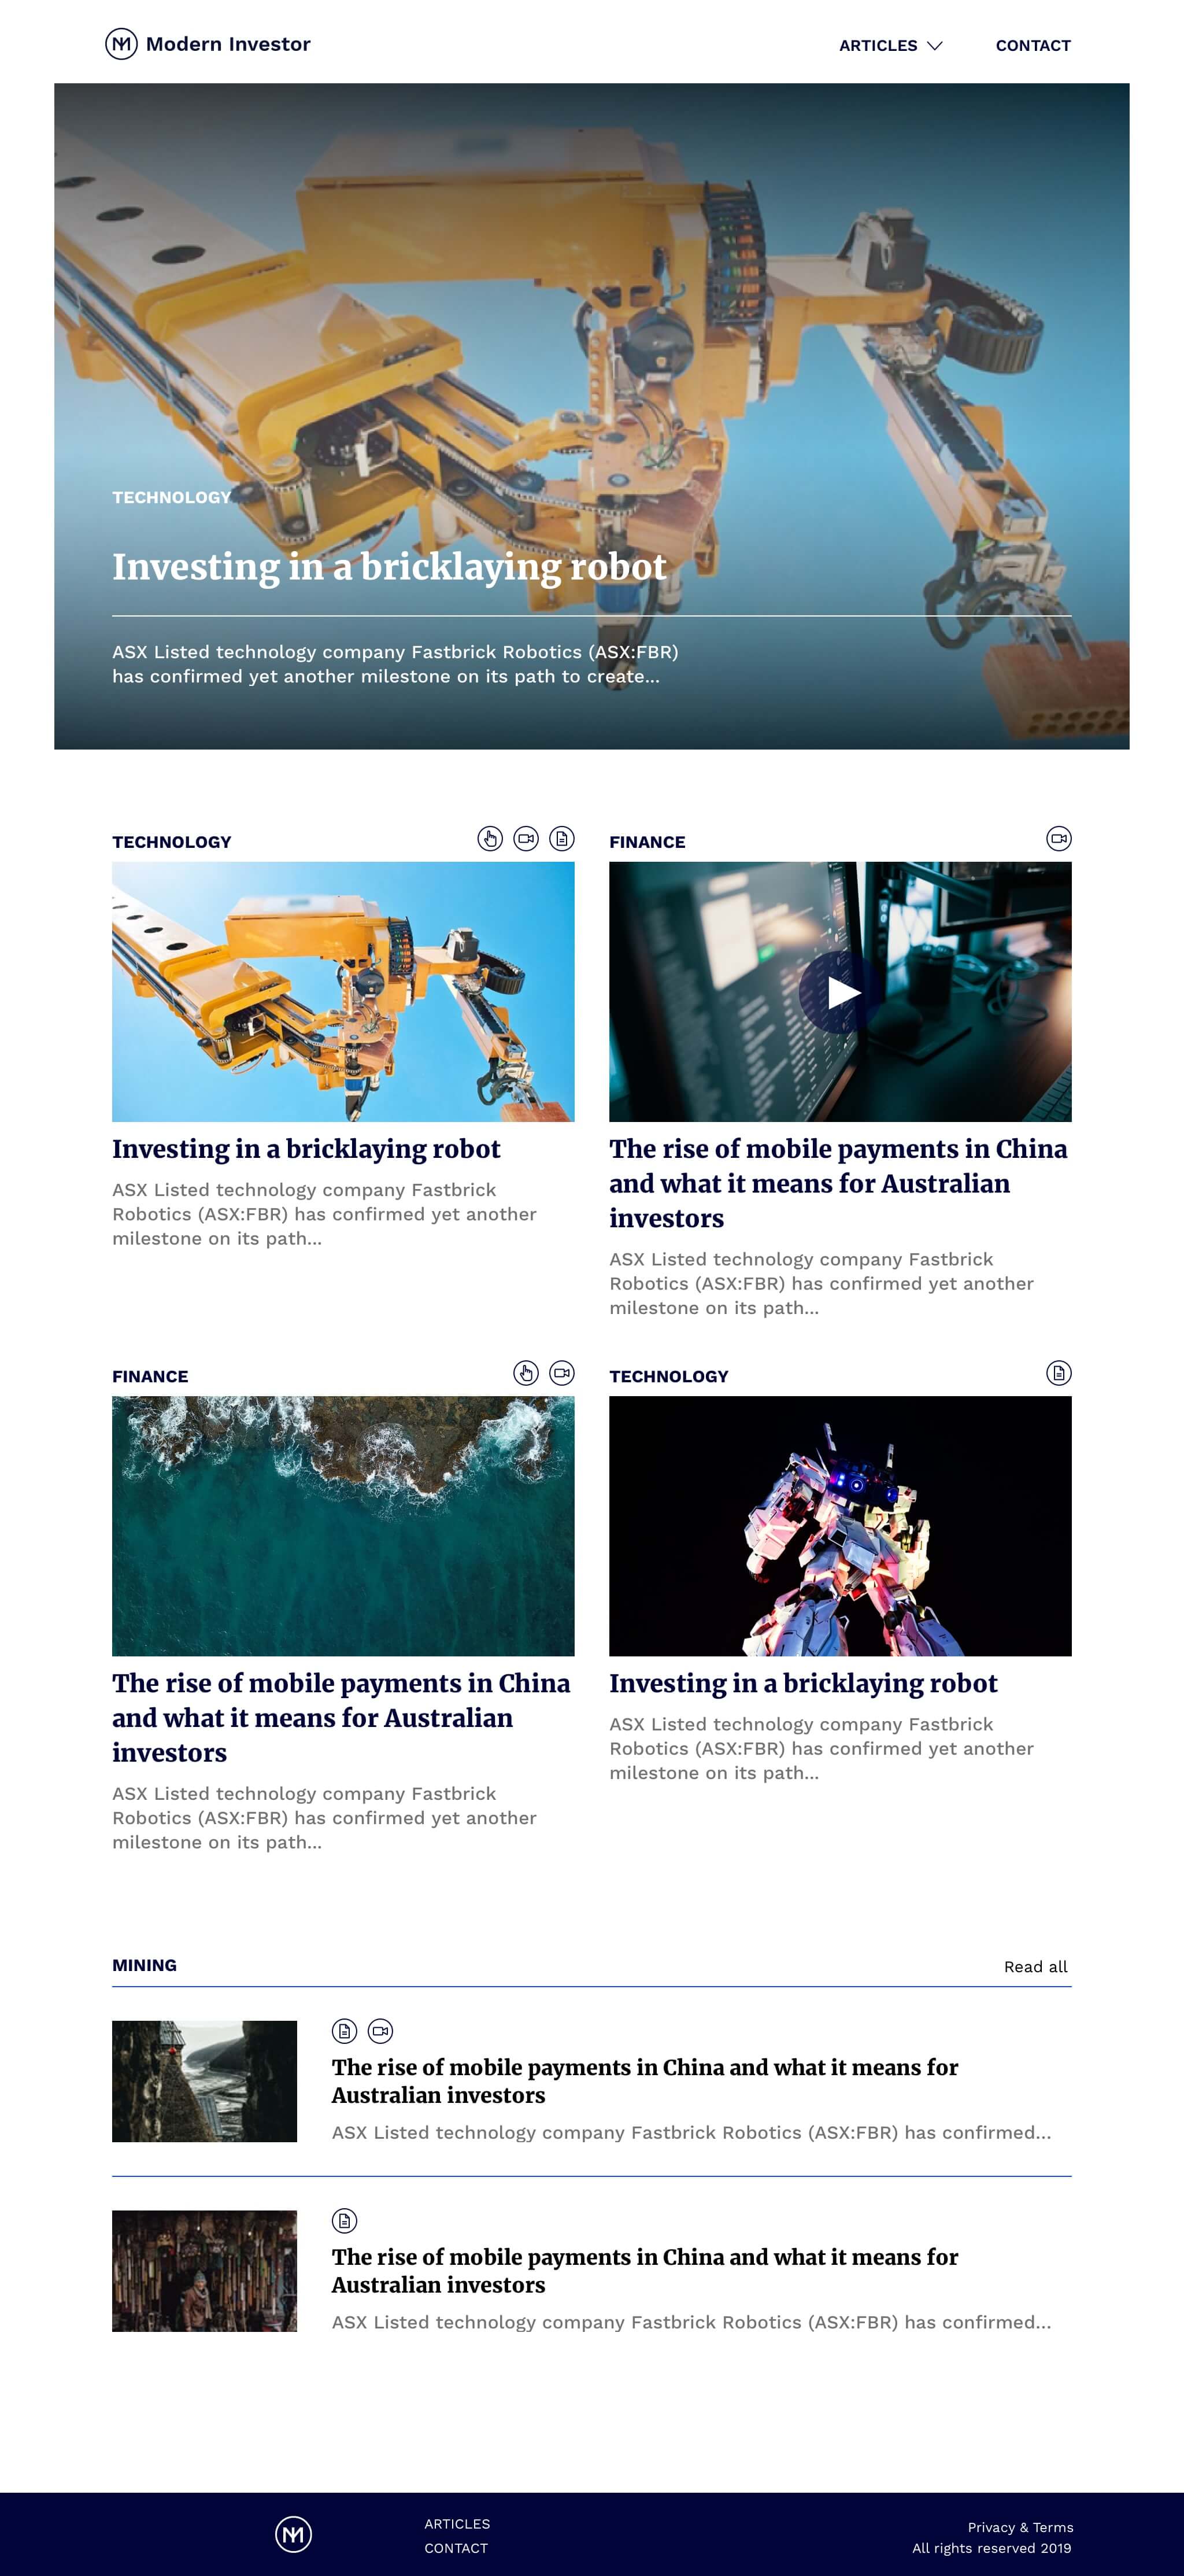 Modern Investor
ARTICLES
CONTACT
TECHNOLOGY
Investing in a bricklaying robot
ASX Listed technology company Fastbrick Robotics (ASX:FBR)
has confirmed yet another milestone on its path to create...
TECHNOLOGY
Investing in a bricklaying robot
ASX Listed technology company Fastbrick
Robotics (ASX:FBR) has confirmed yet another
milestone on its path...
FINANCE
The rise of mobile payments in China
and what it means for Australian
investors
ASX Listed technology company Fastbrick
Robotics (ASX:FBR) has confirmed yet another
milestone on its path...
FINANCE
The rise of mobile payments in China
and what it means for Australian
investors
ASX Listed technology company Fastbrick
Robotics (ASX:FBR) has confirmed yet another
milestone on its path...
TECHNOLOGY
Investing in a bricklaying robot
ASX Listed technology company Fastbrick
Robotics (ASX:FBR) has confirmed yet another
milestone on its path...
MINING
Read all
The rise of mobile payments in China and what it means for
Australian investors
ASX Listed technology company Fastbrick Robotics (ASX:FBR) has confirmed...
The rise of mobile payments in China and what it means for
Australian investors
ASX Listed technology company Fastbrick Robotics (ASX:FBR) has confirmed...
ARTICLES
CONTACT
Privacy & Terms
All rights reserved 2019